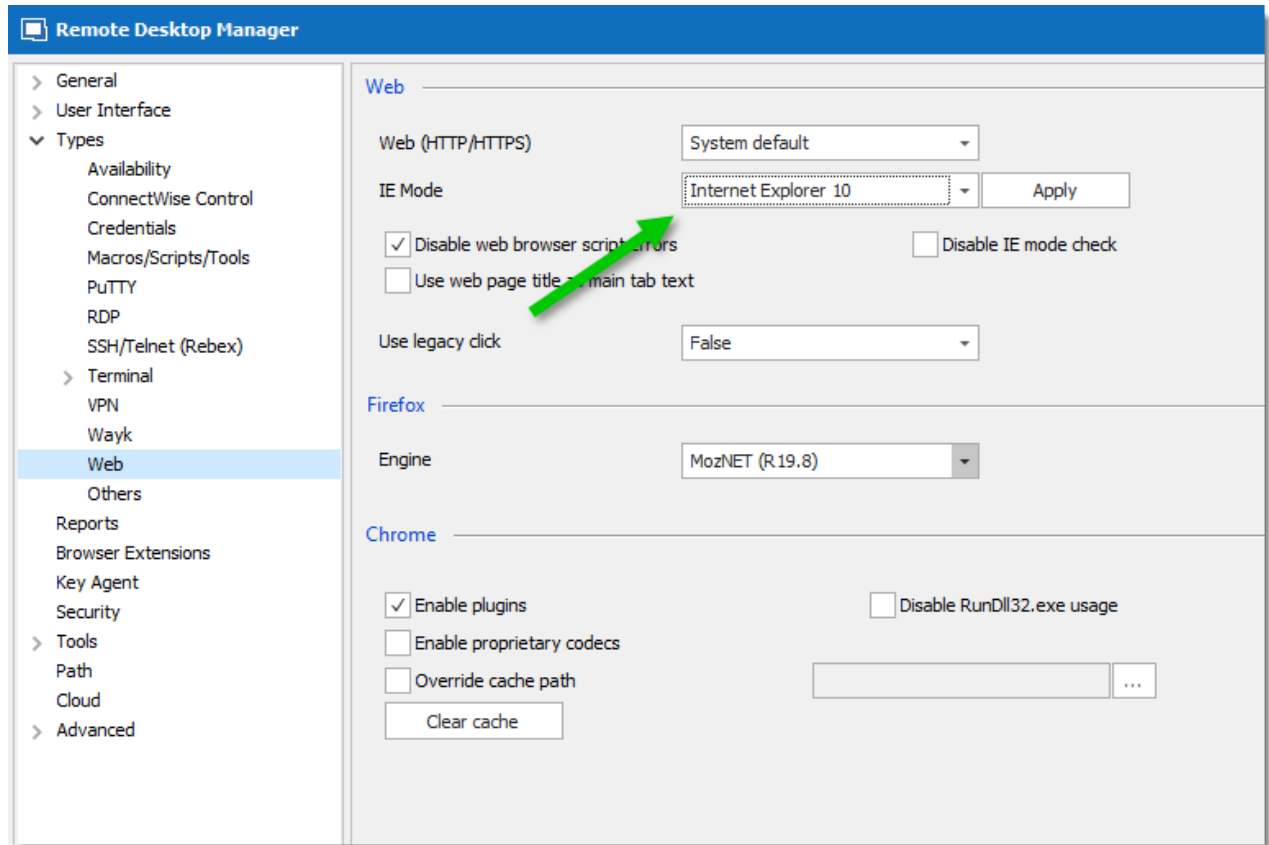 Remote Desktop Manager
General
User Interface
Types
Availability
ConnectWise Control
Credentials
Macros/Scripts/Tools
PuTTY
RDP
SSH/Telnet (Rebex)
Terminal
VPN
Wayk
Web
Others
Reports
Browser Extensions
Key Agent
Security
Tools
Path
Cloud
Advanced
Web
Web (HTTP/HTTPS) System default
IE Mode Internet Explorer 10 Apply
Disable web browser script errors Disable IE mode check
Use web page title as main tab text
Use legacy click False
Firefox
Engine MozNET (R19.8)
Chrome
Enable plugins Disable RunDll32.exe usage
Enable proprietary codecs
Override cache path ...
Clear cache